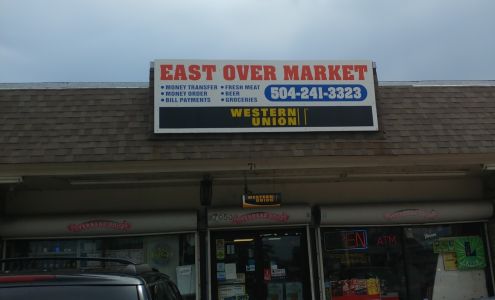 EAST OVER MARKET
• MONEY TRANSFER • FRESH MEAT
• MONEY ORDER • BEER
• BILL PAYMENTS • GROCERIES
504-241-3323
WESTERN
UNION
WESTERN
UNION
OPEN
ATM